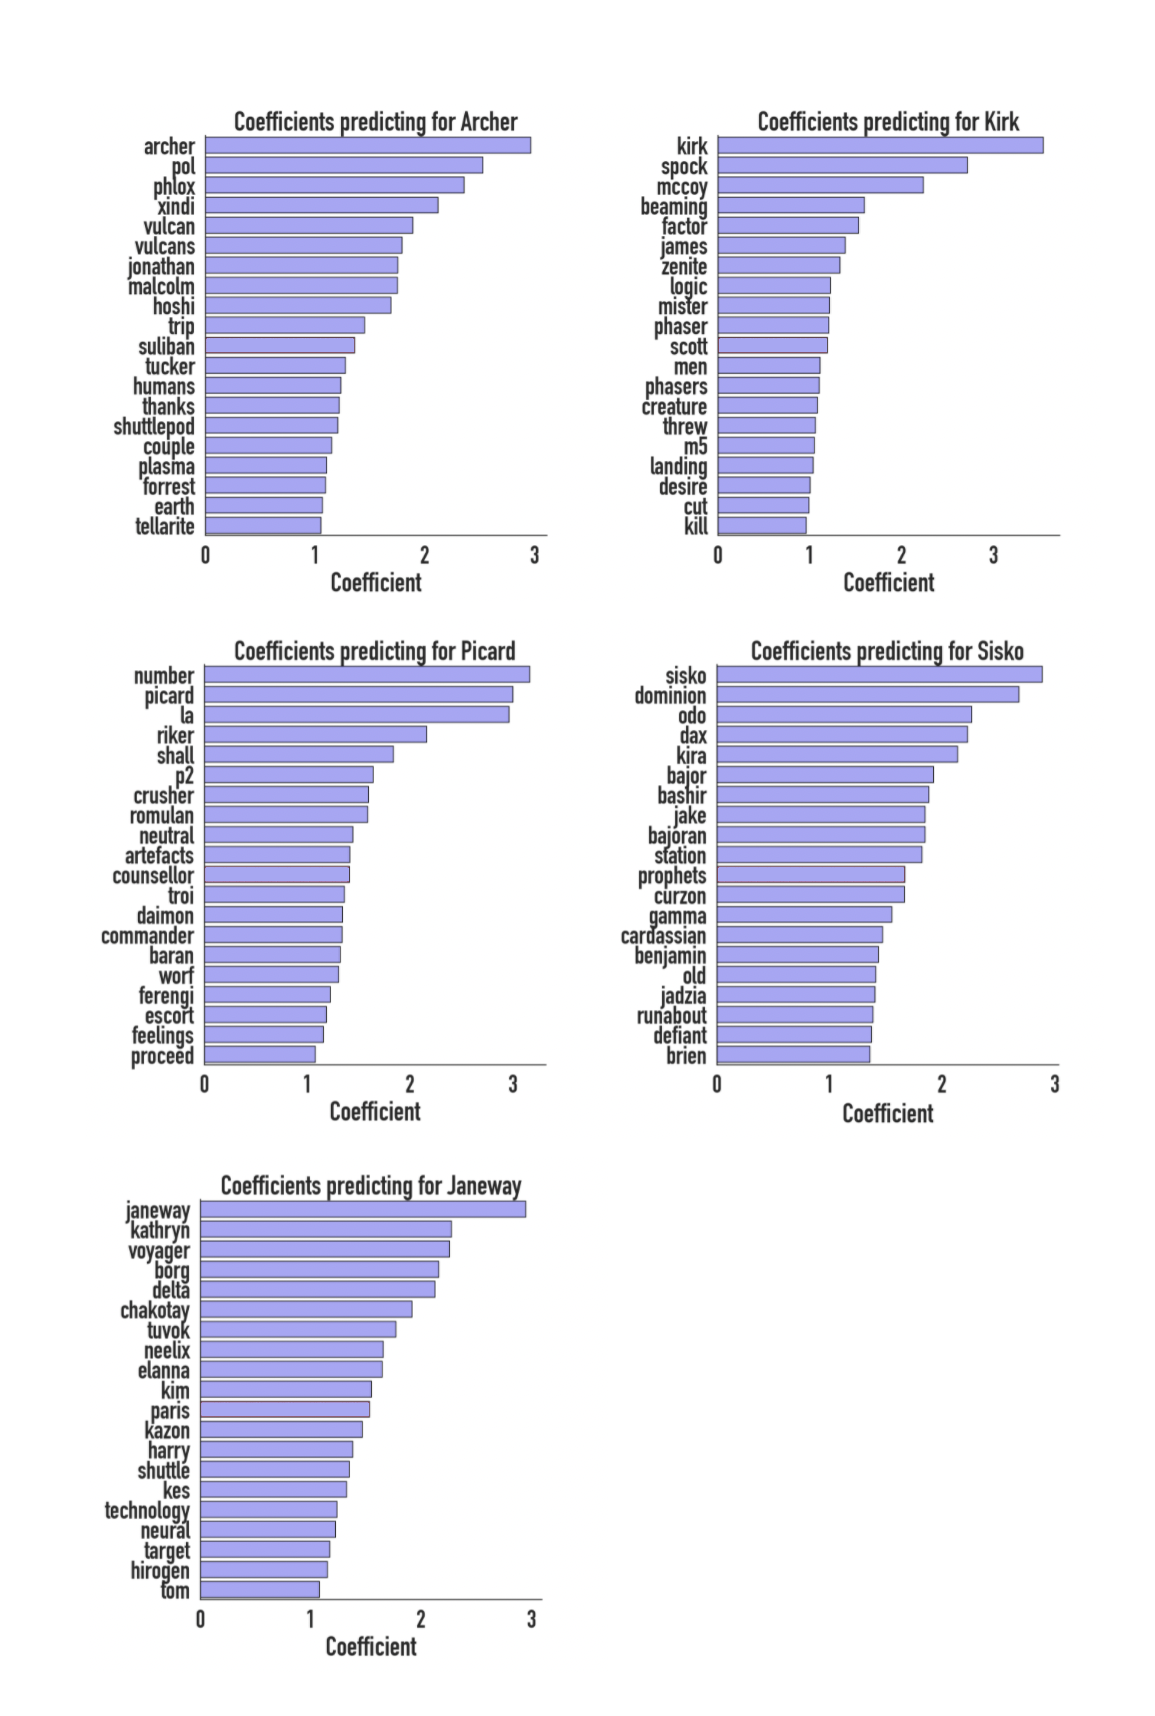 Coefficients predicting for Archer
archer
pol
phlox
xindi
vulcan
vulcans
jonathan
malcolm
hoshi
trip
suliban
tucker
humans
thanks
shuttlepod
couple
plasma
forrest
earth
tellarite
0 1 2 3
Coefficient
Coefficients predicting for Kirk
kirk
spock
mccoy
beaming
factor
james
zenite
logic
mister
phaser
scott
men
phasers
creature
threw
m5
landing
desire
cut
kill
0 1 2 3
Coefficient
Coefficients predicting for Picard
number
picard
la
riker
shall
p2
crusher
romulan
neutral
artefacts
counsellor
troi
daimon
commander
baran
worf
ferengi
escort
feelings
proceed
0 1 2 3
Coefficient
Coefficients predicting for Sisko
sisko
dominion
odo
dax
kira
bajor
bashir
jake
bajoran
station
prophets
curzon
gamma
cardassian
benjamin
old
jadzia
runabout
defiant
brien
0 1 2 3
Coefficient
Coefficients predicting for Janeway
janeway
kathryn
voyager
borg
delta
chakotay
tuvok
neelix
elanna
kim
paris
kazon
harry
shuttle
kes
technology
neural
target
hirogen
tom
0 1 2 3
Coefficient